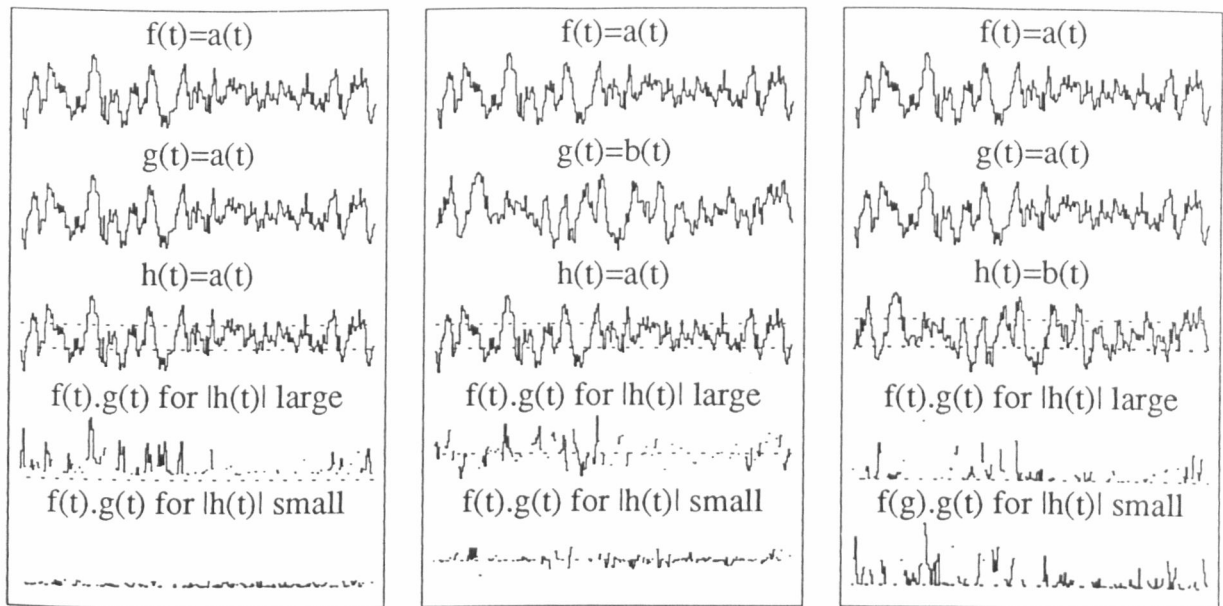 f(t)=a(t)
g(t)=a(t)
h(t)=a(t)
f(t).g(t) for |h(t)| large
f(t).g(t) for |h(t)| small
f(t)=a(t)
g(t)=b(t)
h(t)=a(t)
f(t).g(t) for |h(t)| large
f(t).g(t) for |h(t)| small
f(t)=a(t)
g(t)=a(t)
h(t)=b(t)
f(t).g(t) for |h(t)| large
f(g).g(t) for |h(t)| small